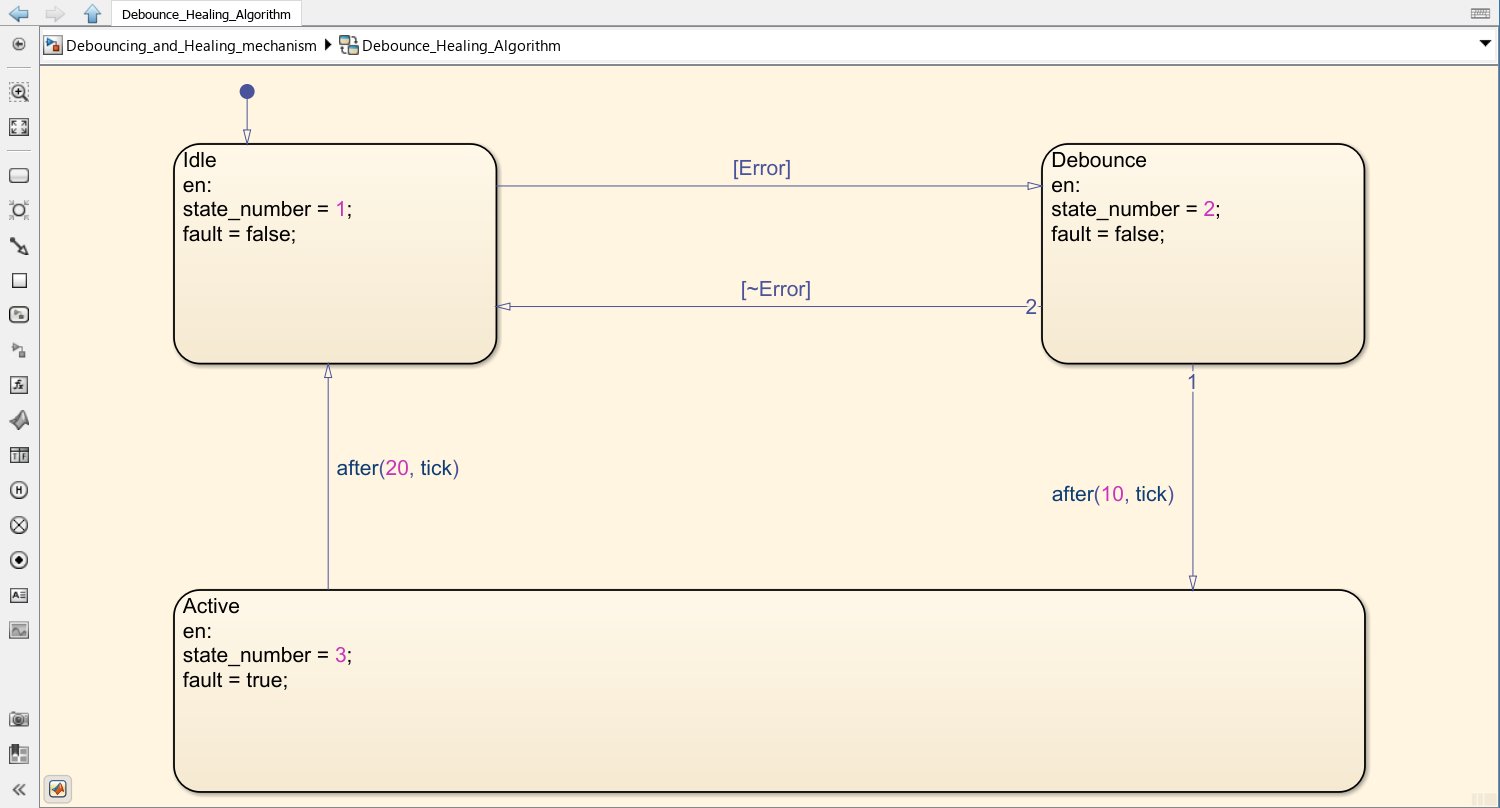 Debounce_Healing_Algorithm
Debouncing_and_Healing_mechanism Debounce_Healing_Algorithm
Idle
en:
state_number = 1;
fault = false;
[Error]
Debounce
en:
state_number = 2;
fault = false;
[~Error]
2
1
after(20, tick)
after(10, tick)
Active
en:
state_number = 3;
fault = true;